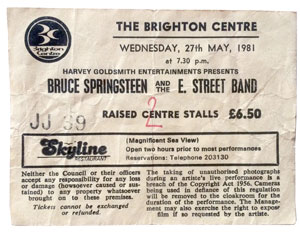 Brighton
Centre
THE BRIGHTON CENTRE
WEDNESDAY, 27th MAY, 1981
at 7.30 p.m.
HARVEY GOLDSMITH ENTERTAINMENTS PRESENTS
BRUCE SPRINGSTEEN AND THE E. STREET BAND
2
JJ 39
RAISED CENTRE STALLS £6.50
Skyline
RESTAURANT
(Magnificent Sea View)
Open two hours prior to most performances
Reservations: Telephone 203130
Neither the Council or their officers
accept any responsibility for any loss
or damage (howsoever caused or sus-
tained) to any property whatsoever
brought on to these premises.
Tickets cannot be exchanged
or refunded.
The taking of unauthorised photographs
during an artiste's live performance is a
breach of the Copyright Act 1956. Cameras
being used in defiance of this regulation
will be removed to the cloakroom for the
duration of the performance. The Manage-
ment may also exercise the right to expose
film if so requested by the artiste.